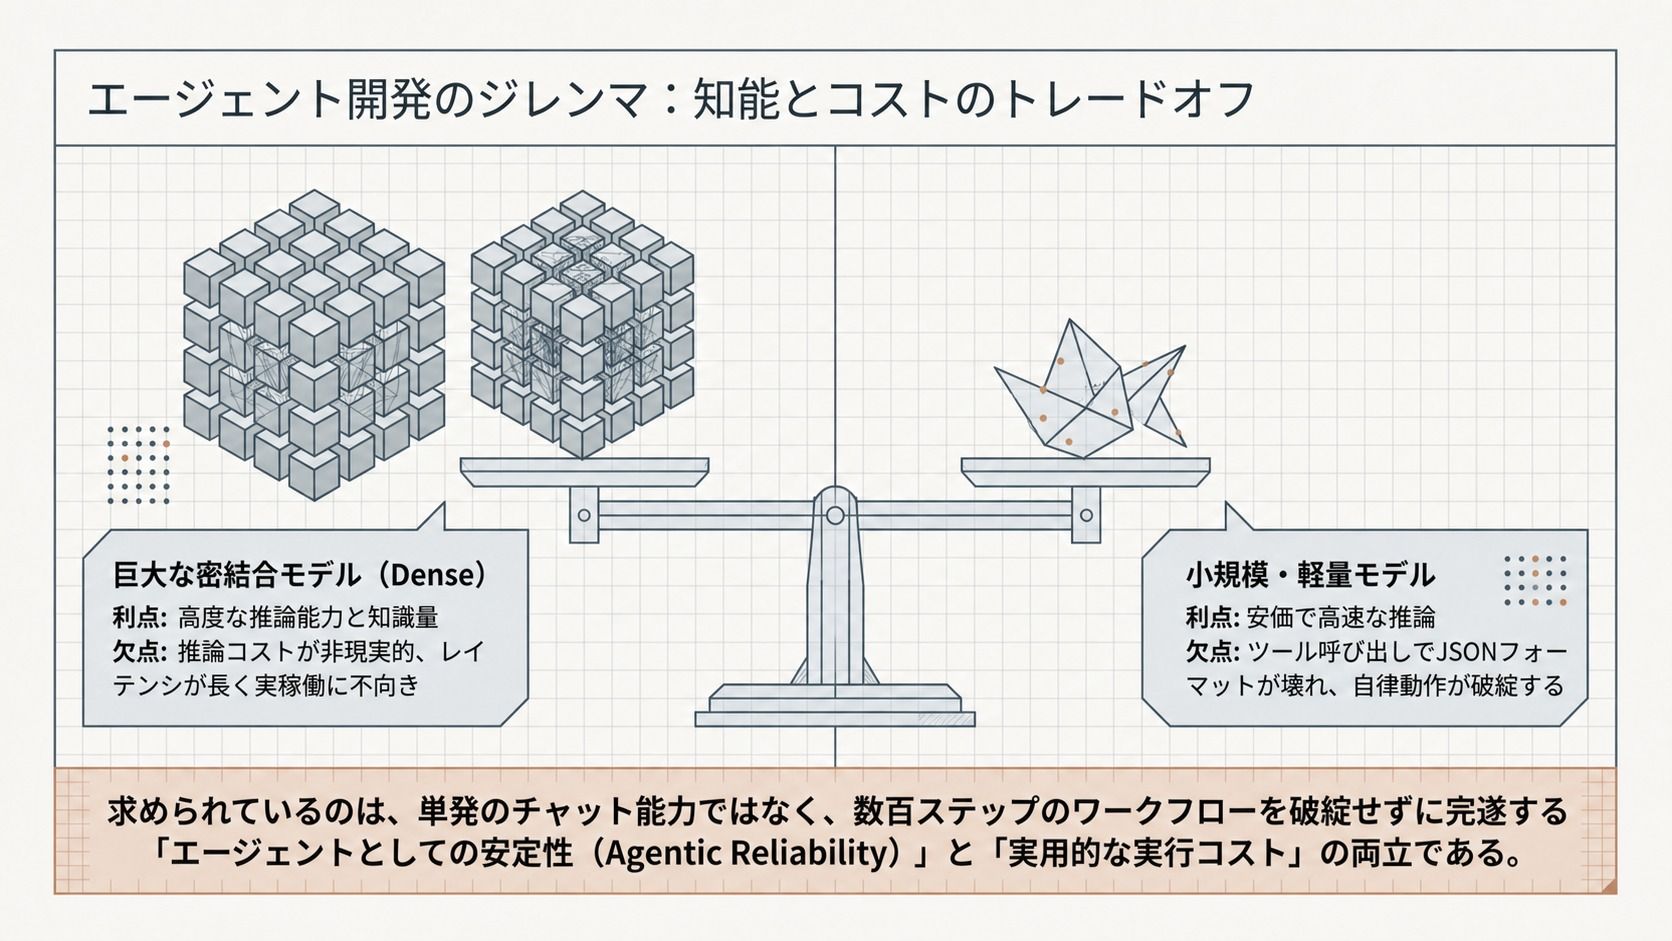 エージェント開発のジレンマ：知能とコストのトレードオフ
巨大な密結合モデル（Dense）
利点: 高度な推論能力と知識量
欠点: 推論コストが非現実的、レイ
テンシが長く実稼働に不向き
小規模・軽量モデル
利点: 安価で高速な推論
欠点: ツール呼び出しでJSONフォー
マットが壊れ、自律動作が破綻する
求められているのは、単発のチャット能力ではなく、数百ステップのワークフローを破綻せずに完遂する
「エージェントとしての安定性（Agentic Reliability）」と「実用的な実行コスト」の両立である。